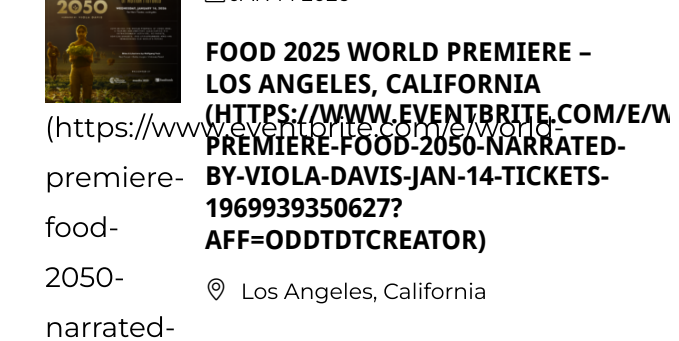 2050
FOOD 2025 WORLD PREMIERE –
LOS ANGELES, CALIFORNIA
(HTTPS://WWW.EVENTBRITE.COM/E/W
PREMIERE-FOOD-2050-NARRATED-
BY-VIOLA-DAVIS-JAN-14-TICKETS-
1969939350627?
AFF=ODDTDTCREATOR)
Los Angeles, California
(https://www.eventbrite.com/e/world-
premiere-
food-
2050-
narrated-